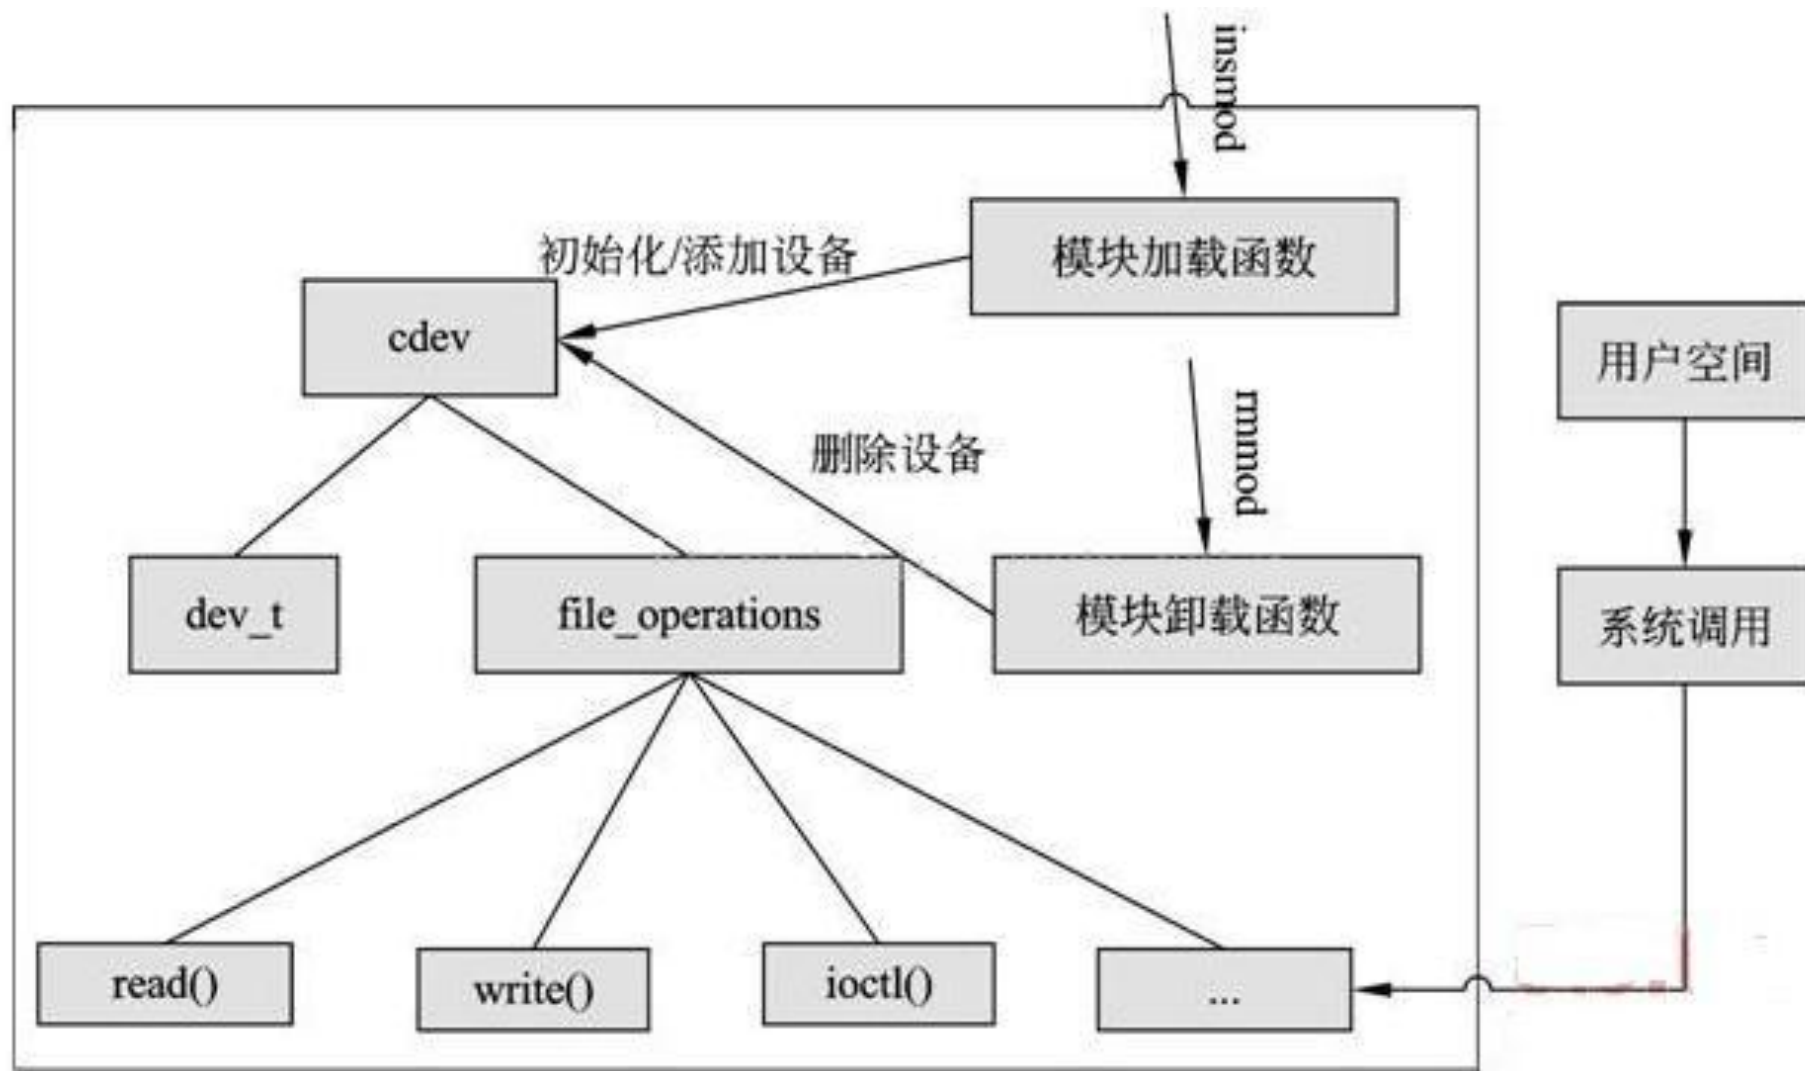 insmod
模块加载函数
初始化/添加设备
cdev
用户空间
rmmod
删除设备
dev_t
file_operations
模块卸载函数
系统调用
read()
write()
ioctl()
...